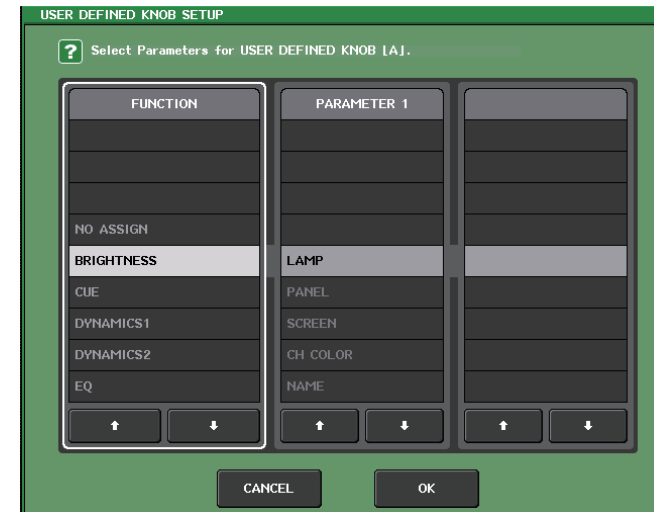 USER DEFINED KNOB SETUP
? Select Parameters for USER DEFINED KNOB [A].
FUNCTION
NO ASSIGN
BRIGHTNESS
CUE
DYNAMICS1
DYNAMICS2
EQ
PARAMETER 1
LAMP
PANEL
SCREEN
CH COLOR
NAME
CANCEL
OK